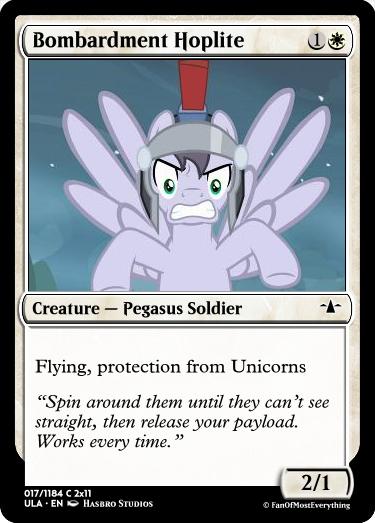 Bombardment Hoplite 1
Creature — Pegasus Soldier
Flying, protection from Unicorns
“Spin around them until they can’t see
straight, then release your payload.
Works every time.”
2/1
017/1184 C 2x11
ULA • EN Hasbro Studios
© FanOfMostEverything